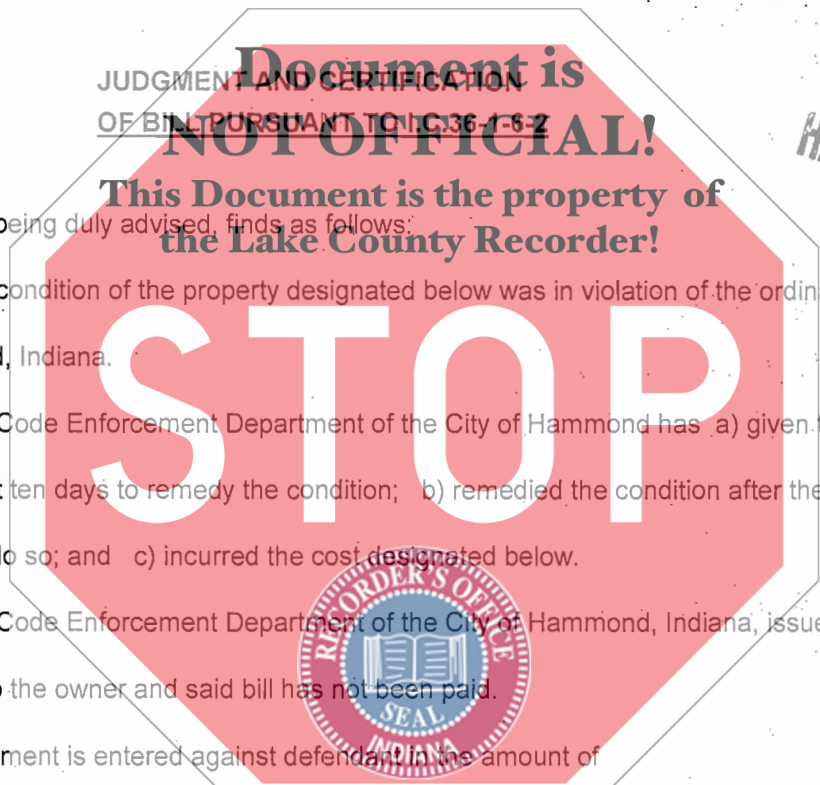 Document is
JUDGMENT AND CERTIFICATION
OF BILL PURSUANT TO I.C.36-1-6-2
NOT OFFICIAL!
This Document is the property of
being duly advised, finds as follows:
the Lake County Recorder!
condition of the property designated below was in violation of the ordin
, Indiana.
STOP
Code Enforcement Department of the City of Hammond has a) given
ten days to remedy the condition; b) remedied the condition after the
do so; and c) incurred the cost designated below.
RECORDER'S OFFICE
Code Enforcement Department of the City of Hammond, Indiana, issue
the owner and said bill has not been paid.
SEAL
INDIANA
ment is entered against defendant in the amount of